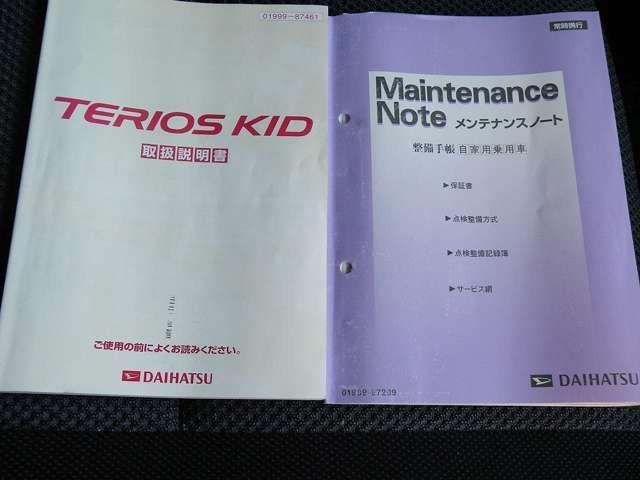 01999-87461
TERIOS KID
取扱説明書
ご使用の前によくお読みください。
DAIHATSU
常時携行
Maintenance
Note メンテナンスノート
整備手帳 自家用乗用車
▶保証書
▶点検整備方式
▶点検整備記録簿
▶サービス網
DAIHATSU
01999-87209